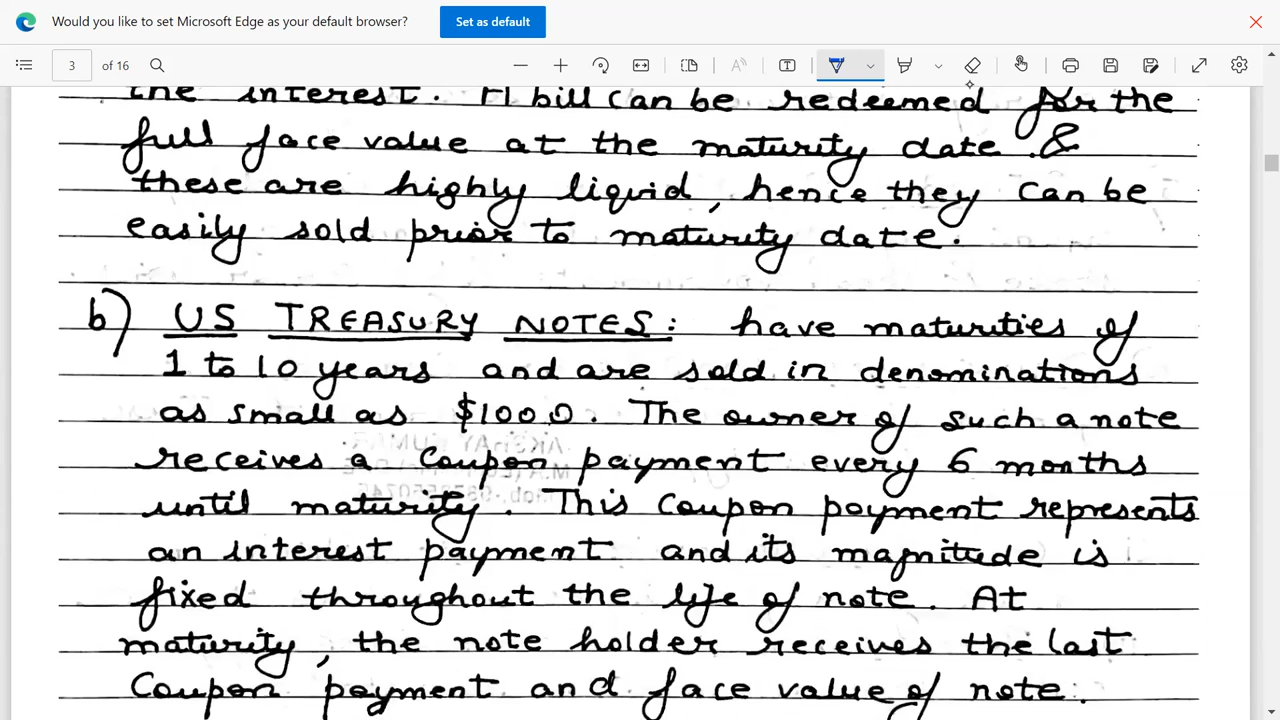 Would you like to set Microsoft Edge as your default browser? Set as default
3 of 16
the interest. A bill can be redeemed for the
full face value at the maturity date &
these are highly liquid, hence they can be
easily sold prior to maturity date.
b) US TREASURY NOTES: have maturities of
1 to 10 years and are sold in denominations
as small as $1000. The owner of such a note
receives a coupon payment every 6 months
until maturity. This coupon payment represents
an interest payment and its magnitude is
fixed throughout the life of note. At
maturity, the note holder receives the last
Coupon payment and face value of note.